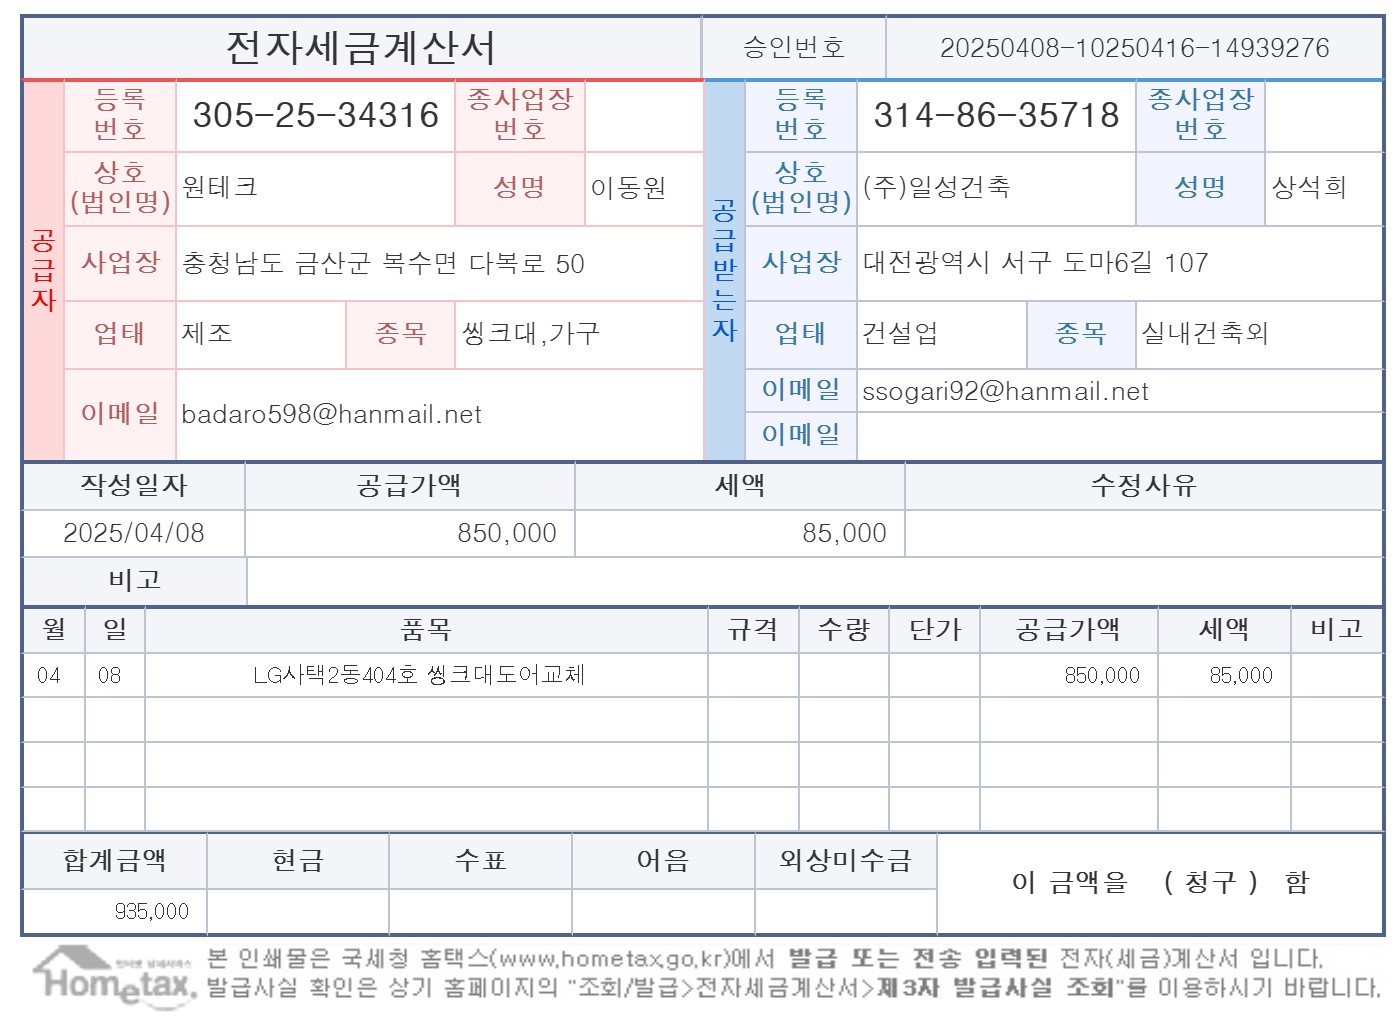 전자세금계산서 승인번호 20250408-10250416-14939276
공급자
등록번호 305-25-34316 종사업장번호
상호(법인명) 원테크 성명 이동원
사업장 충청남도 금산군 복수면 다복로 50
업태 제조 종목 씽크대,가구
이메일 badaro598@hanmail.net
공급받는자
등록번호 314-86-35718 종사업장번호
상호(법인명) (주)일성건축 성명 상석희
사업장 대전광역시 서구 도마6길 107
업태 건설업 종목 실내건축외
이메일 ssogari92@hanmail.net
이메일
작성일자 공급가액 세액 수정사유
2025/04/08 850,000 85,000
비고
월 일 품목 규격 수량 단가 공급가액 세액 비고
04 08 LG사택2동404호 씽크대도어교체 850,000 85,000
합계금액 현금 수표 어음 외상미수금 이 금액을 ( 청구 ) 함
935,000
Hometax.
본 인쇄물은 국세청 홈택스(www.hometax.go.kr)에서 발급 또는 전송 입력된 전자(세금)계산서 입니다.
발급사실 확인은 상기 홈페이지의 "조회/발급>전자세금계산서>제3자 발급사실 조회"를 이용하시기 바랍니다.